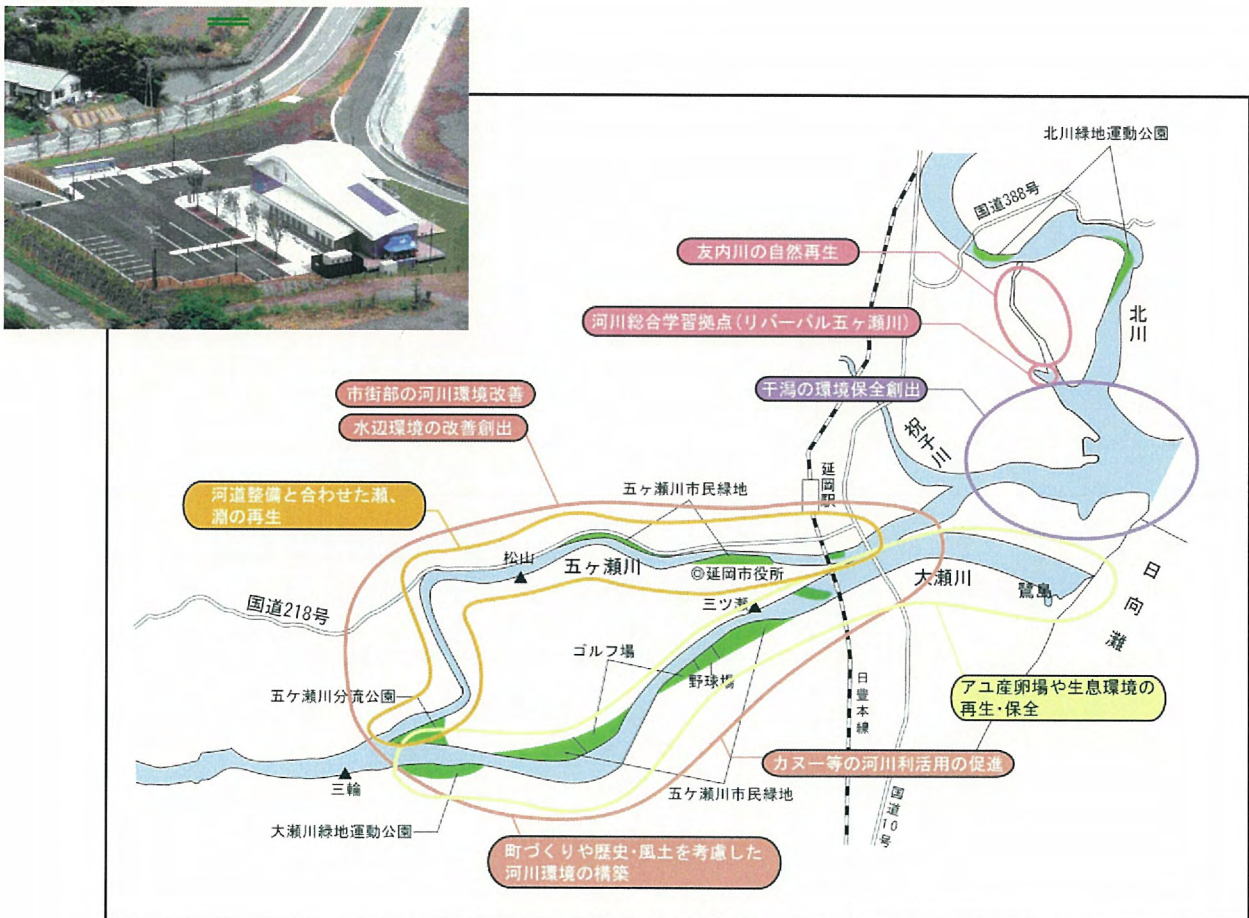 北川緑地運動公園
国道388号
友内川の自然再生
河川総合学習拠点(リバーパル五ヶ瀬川)
北川
干潟の環境保全創出
市街部の河川環境改善
水辺環境の改善創出
祝子川
河道整備と合わせた瀬、
淵の再生
五ヶ瀬川市民緑地
延岡駅
松山
五ヶ瀬川
◎延岡市役所
大瀬川
鷺島
日向灘
国道218号
三ツ瀬
ゴルフ場
野球場
五ケ瀬川分流公園
日豊本線
アユ産卵場や生息環境の
再生・保全
カヌー等の河川利活用の促進
三輪
五ケ瀬川市民緑地
国道10号
大瀬川緑地運動公園
町づくりや歴史・風土を考慮した
河川環境の構築